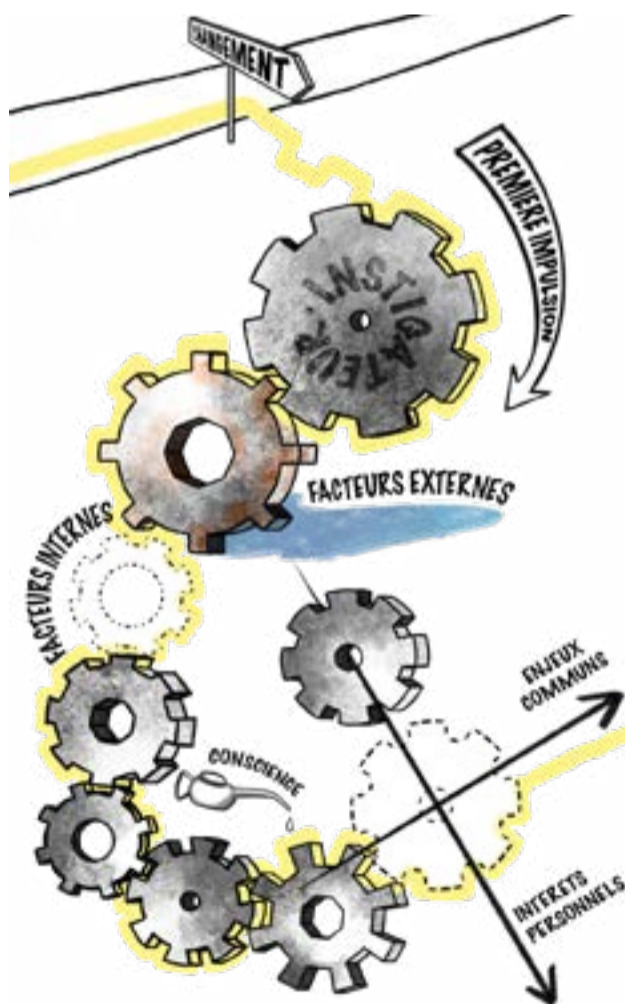 CHANGEMENT
PREMIERE IMPULSION
INSTIGATEUR
FACTEURS EXTERNES
FACTEURS INTERNES
ENJEUX
COMMUNS
CONSCIENCE
INTERETS
PERSONNELS